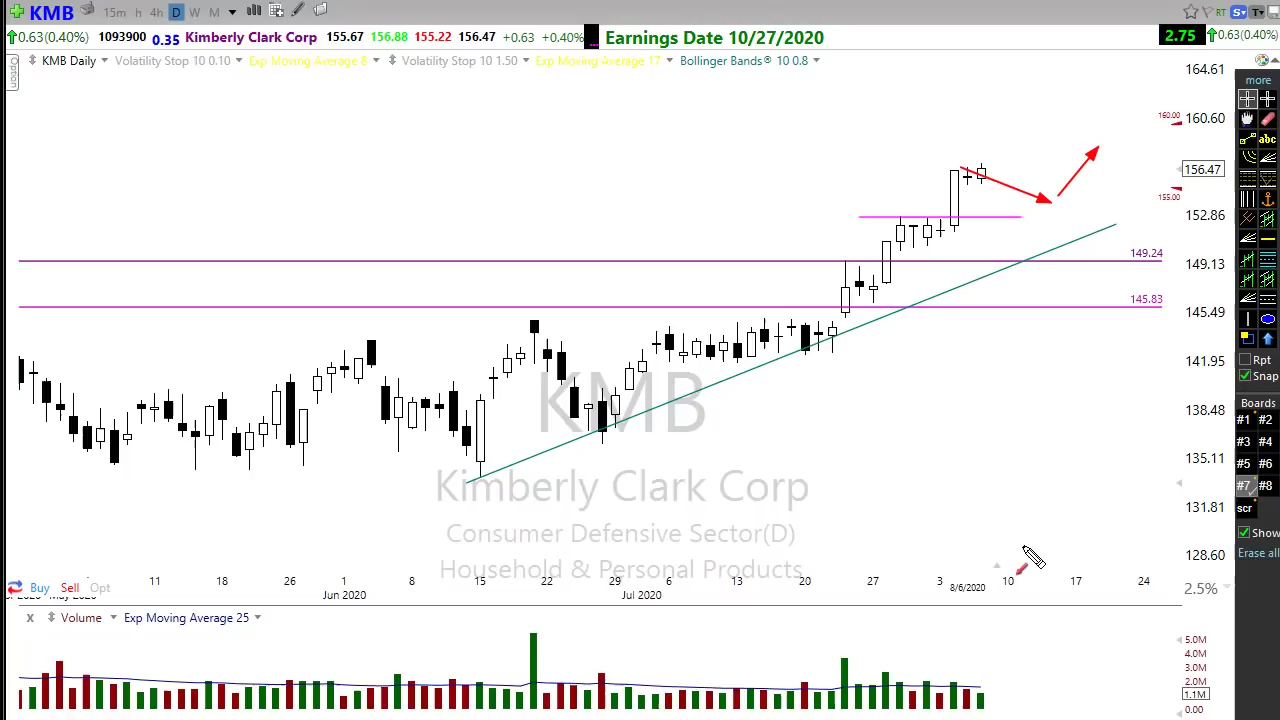 KMB 15m h 4h D W M RT S T
0.63(0.40%) 1093900 0.35 Kimberly Clark Corp 155.67 156.88 155.22 156.47 +0.63 +0.40% Earnings Date 10/27/2020 2.75 0.63(0.40%)
Option KMB Daily Volatility Stop 10 0.10 Exp Moving Average 8 Volatility Stop 10 1.50 Exp Moving Average 17 Bollinger Bands® 10 0.8
164.61
more
160.00
160.60
abc
156.47
155.00
152.86
149.24
149.13
145.83
145.49
141.95
Rpt
Snap
KMB
Boards
138.48
#1 #2
#3 #4
135.11
#5 #6
Kimberly Clark Corp
#7 #8
131.81
scr
Consumer Defensive Sector(D)
Show
128.60
Erase all
Household & Personal Products
11 18 26 1 8 15 22 29 6 13 20 27 3 10 17 24
Buy Sell Opt 8/6/2020 2.5%
May 2020 Jun 2020 Jul 2020
X Volume Exp Moving Average 25
5.0M
4.0M
3.0M
2.0M
1.1M
0.00